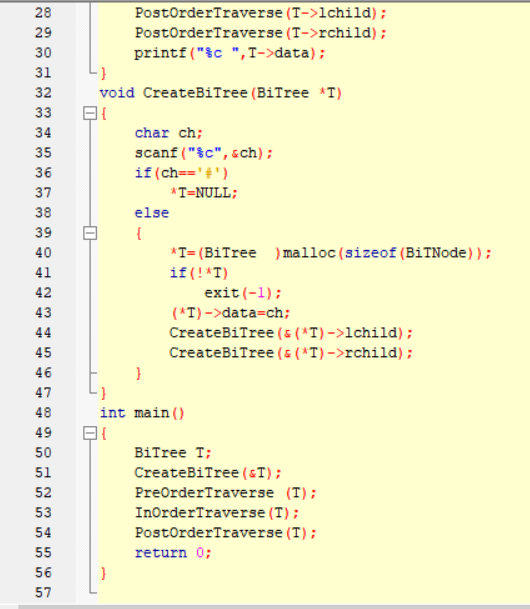 28 PostOrderTraverse(T->lchild);
29 PostOrderTraverse(T->rchild);
30 printf("%c ",T->data);
31 }
32 void CreateBiTree(BiTree *T)
33 {
34 char ch;
35 scanf("%c",&ch);
36 if(ch=='#')
37 *T=NULL;
38 else
39 {
40 *T=(BiTree  )malloc(sizeof(BiTNode));
41 if(!*T)
42 exit(-1);
43 (*T)->data=ch;
44 CreateBiTree(&(*T)->lchild);
45 CreateBiTree(&(*T)->rchild);
46 }
47 }
48 int main()
49 {
50 BiTree T;
51 CreateBiTree(&T);
52 PreOrderTraverse (T);
53 InOrderTraverse(T);
54 PostOrderTraverse(T);
55 return 0;
56 }
57